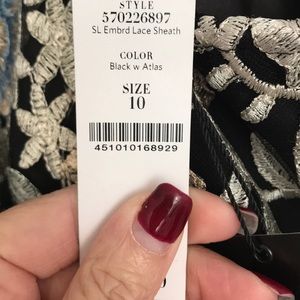 STYLE
570226897
SL Embrd Lace Sheath
COLOR
Black w Atlas
SIZE
10
451010168929